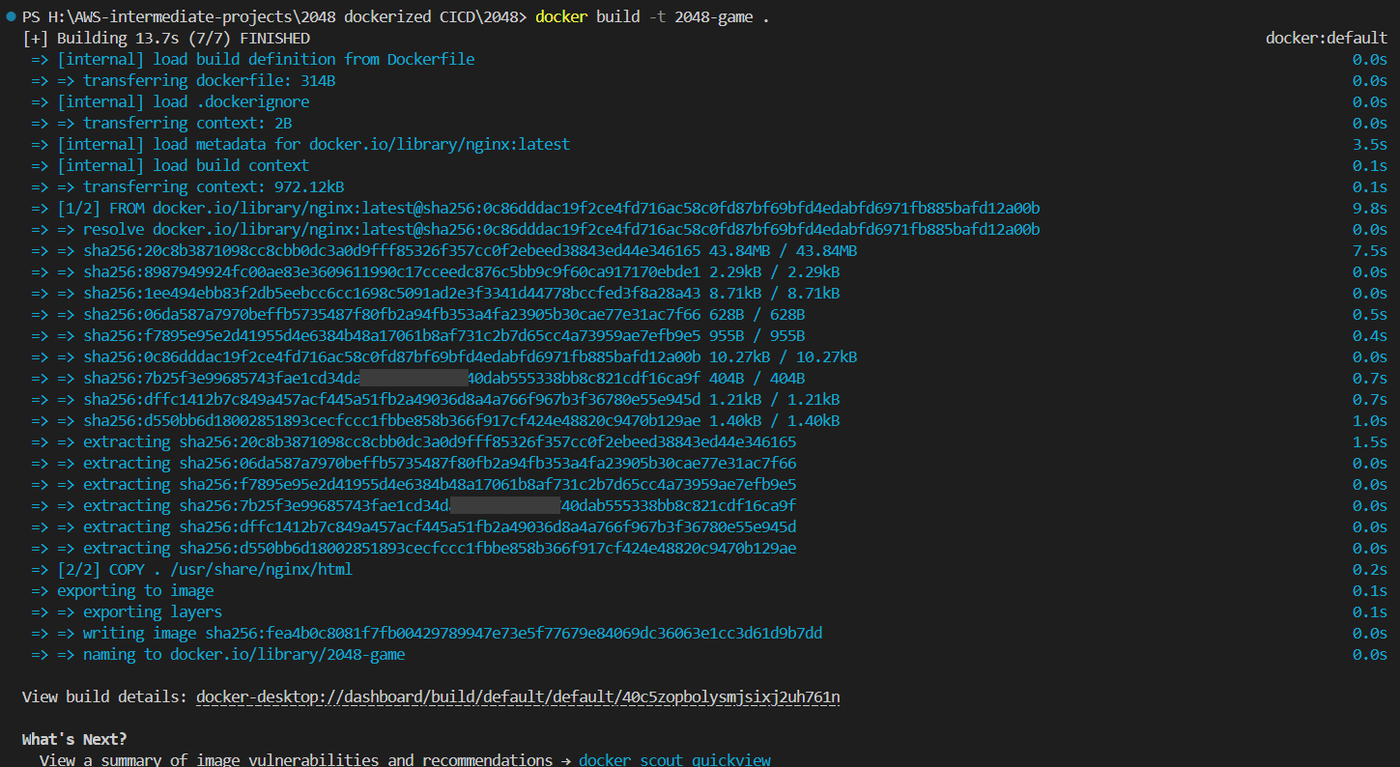 PS H:\AWS-intermediate-projects\2048 dockerized CICD\2048> docker build -t 2048-game .
[+] Building 13.7s (7/7) FINISHED docker:default
=> [internal] load build definition from Dockerfile 0.0s
=> => transferring dockerfile: 314B 0.0s
=> [internal] load .dockerignore 0.0s
=> => transferring context: 2B 0.0s
=> [internal] load metadata for docker.io/library/nginx:latest 3.5s
=> [internal] load build context 0.1s
=> => transferring context: 972.12kB 0.1s
=> [1/2] FROM docker.io/library/nginx:latest@sha256:0c86dddac19f2ce4fd716ac58c0fd87bf69bfd4edabfd6971fb885bafd12a00b 9.8s
=> => resolve docker.io/library/nginx:latest@sha256:0c86dddac19f2ce4fd716ac58c0fd87bf69bfd4edabfd6971fb885bafd12a00b 0.0s
=> => sha256:20c8b3871098cc8cbb0dc3a0d9fff85326f357cc0f2ebeed38843ed44e346165 43.84MB / 43.84MB 7.5s
=> => sha256:8987949924fc00ae83e3609611990c17cceedc876c5bb9c9f60ca917170ebde1 2.29kB / 2.29kB 0.0s
=> => sha256:1ee494ebb83f2db5eebcc6cc1698c5091ad2e3f3341d44778bccfed3f8a28a43 8.71kB / 8.71kB 0.0s
=> => sha256:06da587a7970beffb5735487f80fb2a94fb353a4fa23905b30cae77e31ac7f66 628B / 628B 0.5s
=> => sha256:f7895e95e2d41955d4e6384b48a17061b8af731c2b7d65cc4a73959ae7efb9e5 955B / 955B 0.4s
=> => sha256:0c86dddac19f2ce4fd716ac58c0fd87bf69bfd4edabfd6971fb885bafd12a00b 10.27kB / 10.27kB 0.0s
=> => sha256:7b25f3e99685743fae1cd34da 40dab555338bb8c821cdf16ca9f 404B / 404B 0.7s
=> => sha256:dffc1412b7c849a457acf445a51fb2a49036d8a4a766f967b3f36780e55e945d 1.21kB / 1.21kB 0.7s
=> => sha256:d550bb6d18002851893cecfccc1fbbe858b366f917cf424e48820c9470b129ae 1.40kB / 1.40kB 1.0s
=> => extracting sha256:20c8b3871098cc8cbb0dc3a0d9fff85326f357cc0f2ebeed38843ed44e346165 1.5s
=> => extracting sha256:06da587a7970beffb5735487f80fb2a94fb353a4fa23905b30cae77e31ac7f66 0.0s
=> => extracting sha256:f7895e95e2d41955d4e6384b48a17061b8af731c2b7d65cc4a73959ae7efb9e5 0.0s
=> => extracting sha256:7b25f3e99685743fae1cd34d 40dab555338bb8c821cdf16ca9f 0.0s
=> => extracting sha256:dffc1412b7c849a457acf445a51fb2a49036d8a4a766f967b3f36780e55e945d 0.0s
=> => extracting sha256:d550bb6d18002851893cecfccc1fbbe858b366f917cf424e48820c9470b129ae 0.0s
=> [2/2] COPY . /usr/share/nginx/html 0.2s
=> exporting to image 0.1s
=> => exporting layers 0.1s
=> => writing image sha256:fea4b0c8081f7fb00429789947e73e5f77679e84069dc36063e1cc3d61d9b7dd 0.0s
=> => naming to docker.io/library/2048-game 0.0s
View build details: docker-desktop://dashboard/build/default/default/40c5zopbolysmjsixj2uh761n
What's Next?
View a summary of image vulnerabilities and recommendations → docker scout quickview